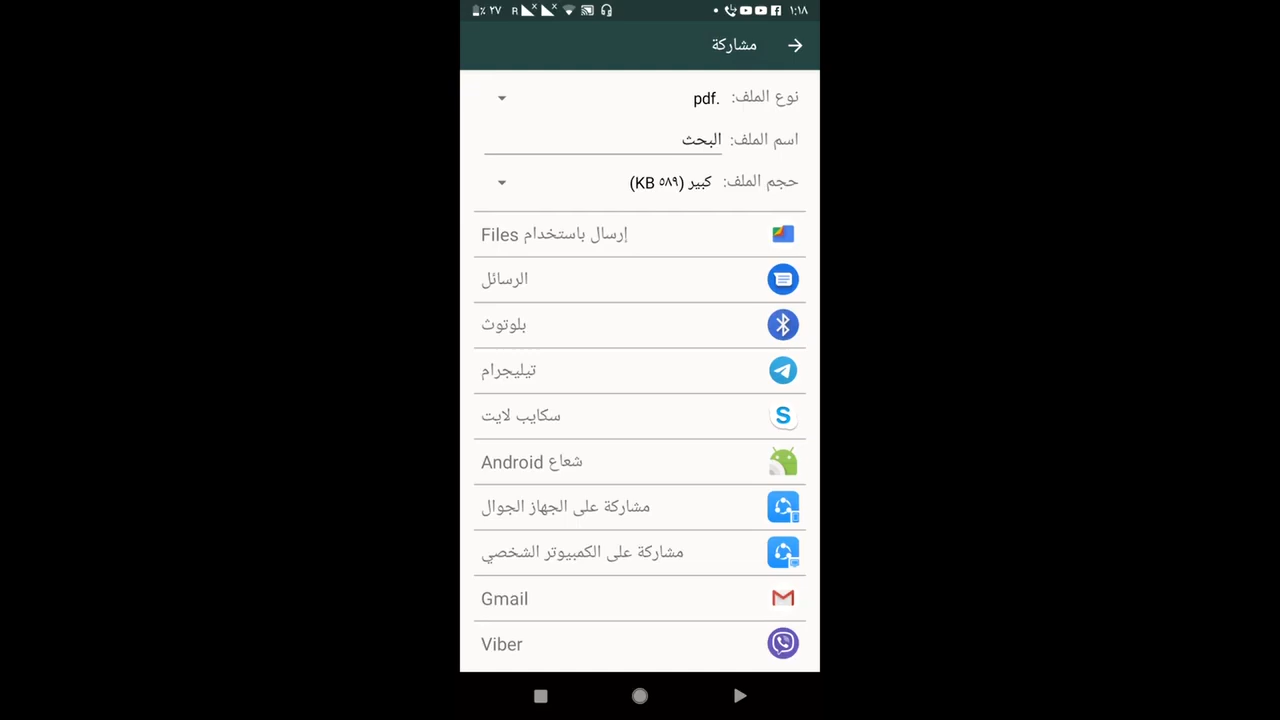 ١:١٨
R
٪ ٢٧
مشاركة
نوع الملف: .pdf
اسم الملف: البحث
حجم الملف: كبير (٥٨٩ KB)
إرسال باستخدام Files
الرسائل
بلوتوث
تيليجرام
سكايب لايت
شعاع Android
مشاركة على الجهاز الجوال
مشاركة على الكمبيوتر الشخصي
Gmail
Viber